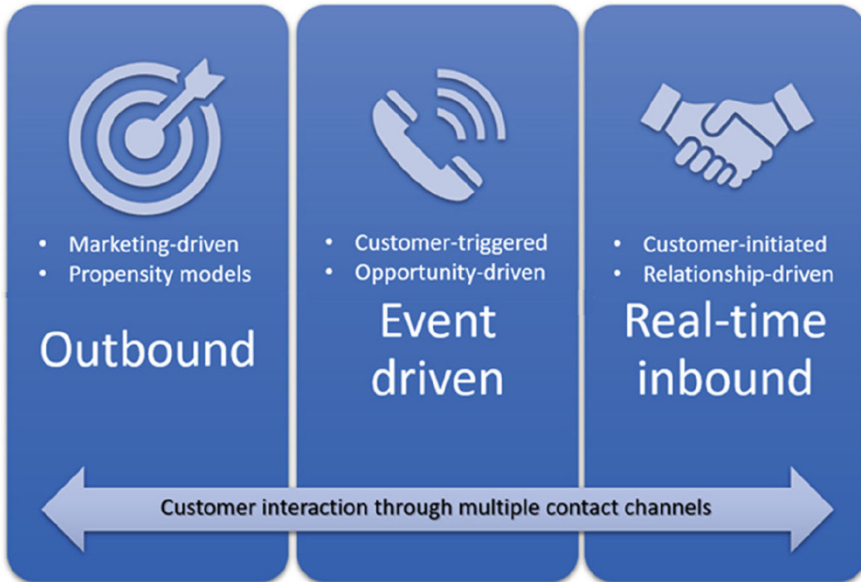 • Marketing-driven
• Propensity models
Outbound
• Customer-triggered
• Opportunity-driven
Event
driven
• Customer-initiated
• Relationship-driven
Real-time
inbound
Customer interaction through multiple contact channels